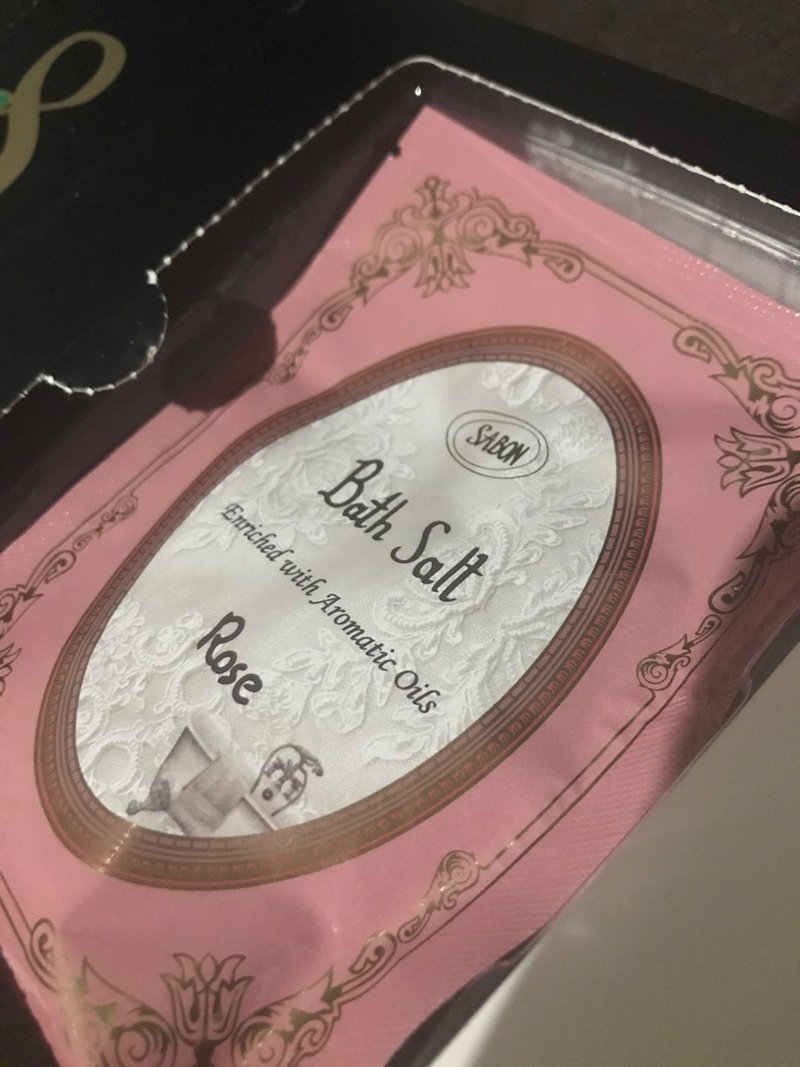 SABON
Bath Salt
Enriched with Aromatic Oils
Rose